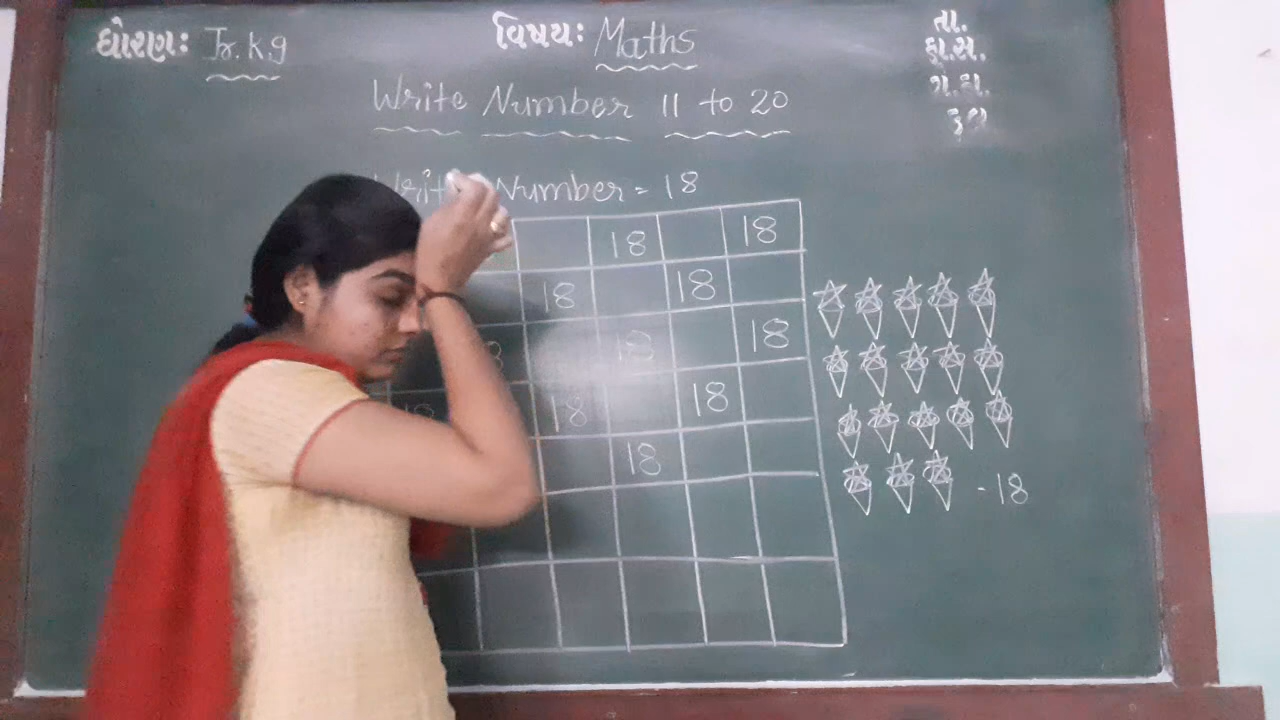 ધોરણઃ Jr.K.g
વિષયઃ Maths
તા.
ફા.સં.
ગ.હા.
કુલ
Write Number 11 to 20
Write Number = 18
18 18
18 18
18 18
18 18 18
18
- 18